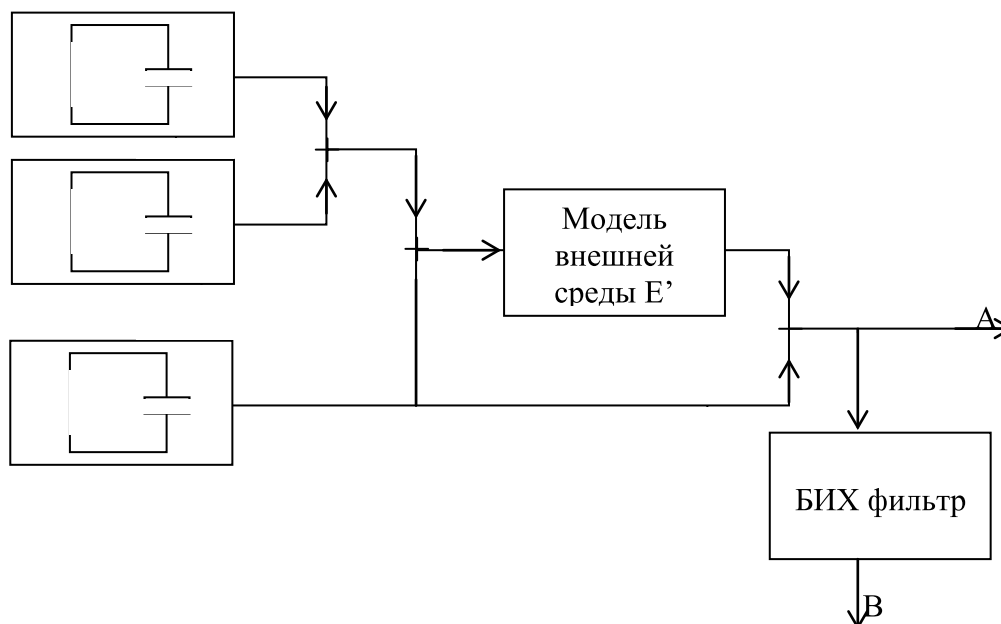 Модель
внешней
среды E’
A
БИХ фильтр
B